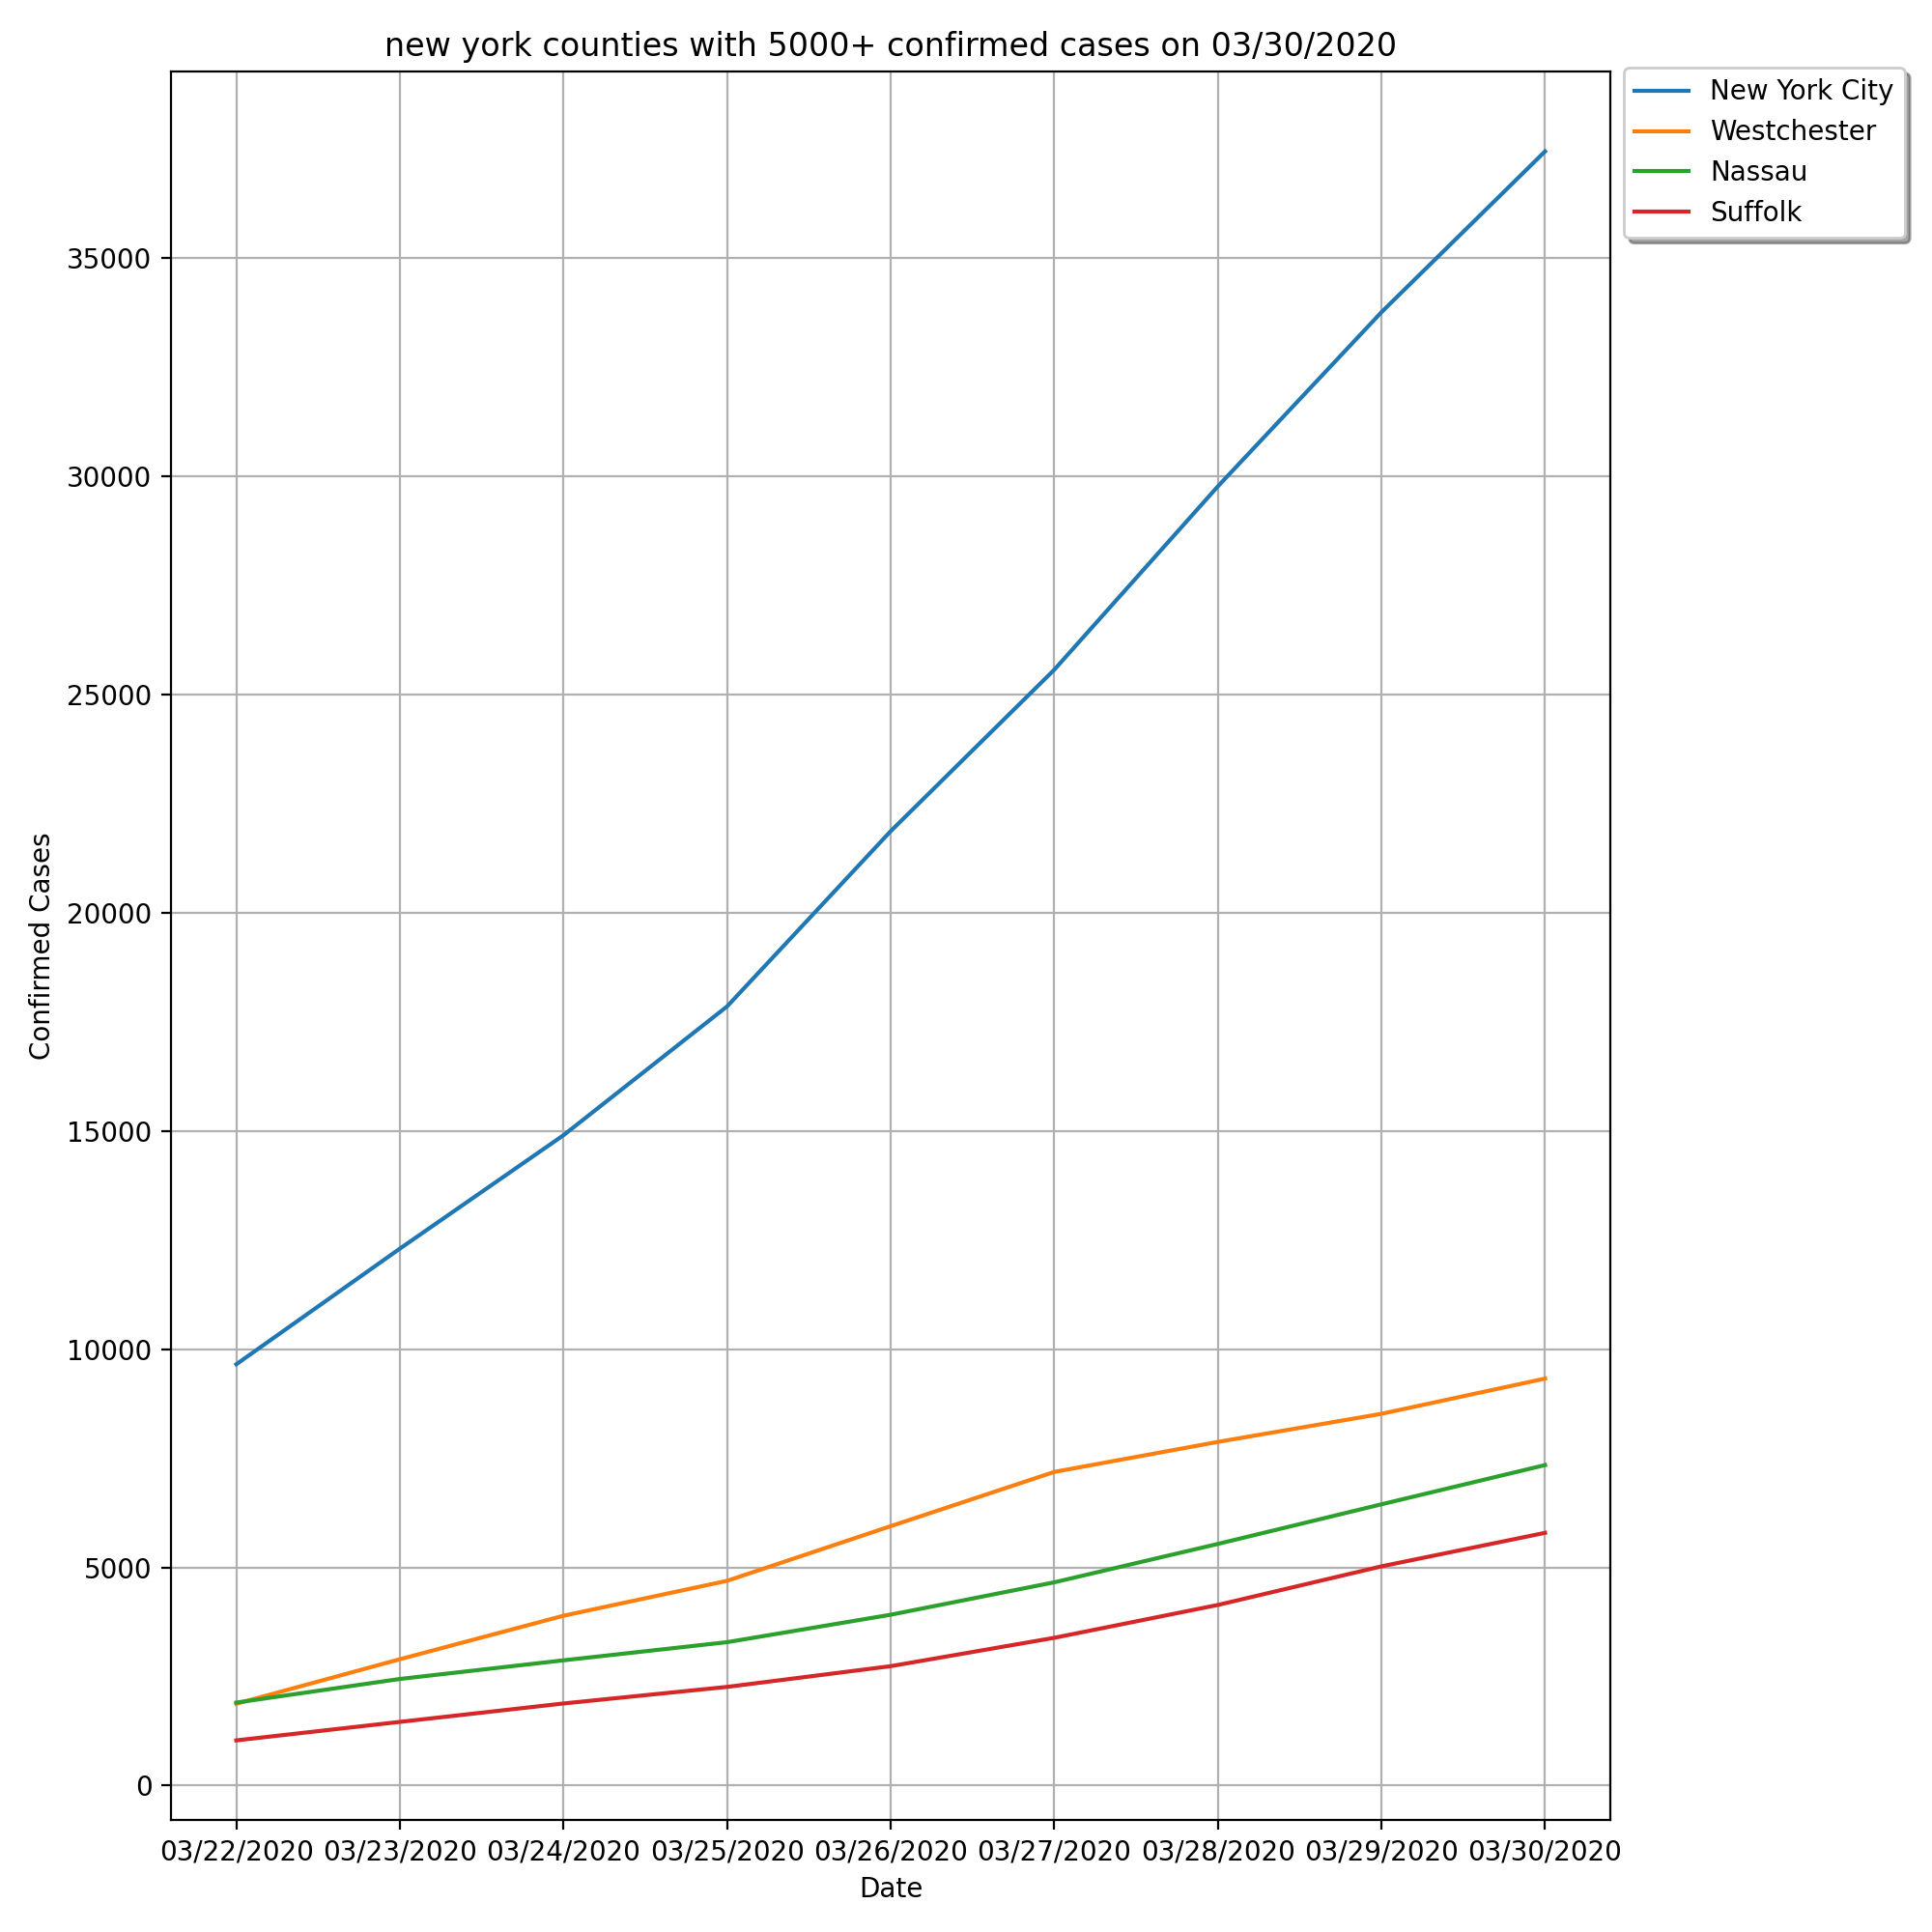 new york counties with 5000+ confirmed cases on 03/30/2020
New York City
Westchester
Nassau
Suffolk
35000
30000
25000
20000
15000
10000
5000
0
Confirmed Cases
03/22/2020 03/23/2020 03/24/2020 03/25/2020 03/26/2020 03/27/2020 03/28/2020 03/29/2020 03/30/2020
Date